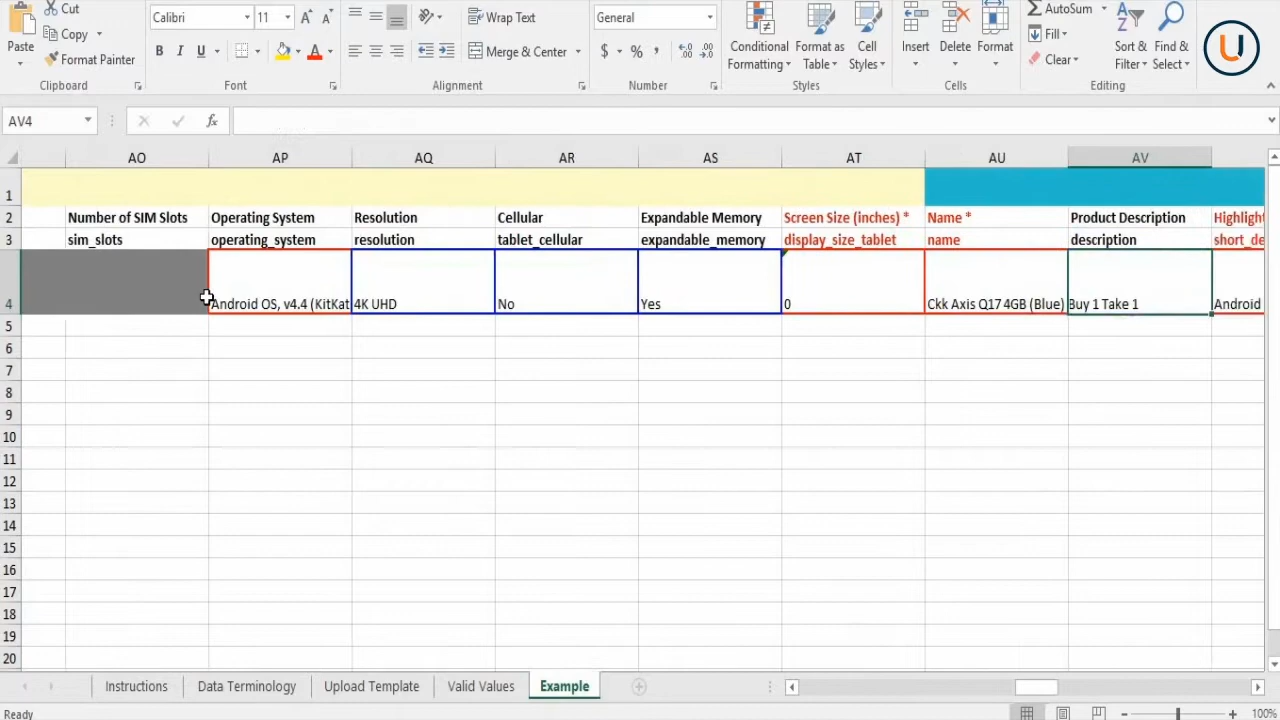 Cut
Copy
Paste
Format Painter
Clipboard
Calibri
11
B I U
Font
Wrap Text
Merge & Center
Alignment
General
$ % ,
Number
Conditional Formatting
Format as Table
Cell Styles
Styles
Insert
Delete
Format
Cells
AutoSum
Fill
Clear
Sort & Filter
Find & Select
Editing
U
AV4
fx
AO AP AQ AR AS AT AU AV
1
2 Number of SIM Slots Operating System Resolution Cellular Expandable Memory Screen Size (inches) * Name * Product Description Highlight
3 sim_slots operating_system resolution tablet_cellular expandable_memory display_size_tablet name description short_de
4 Android OS, v4.4 (KitKat 4K UHD No Yes 0 Ckk Axis Q17 4GB (Blue) Buy 1 Take 1 Android
5
6
7
8
9
10
11
12
13
14
15
16
17
18
19
20
Instructions Data Terminology Upload Template Valid Values Example
Ready
100%